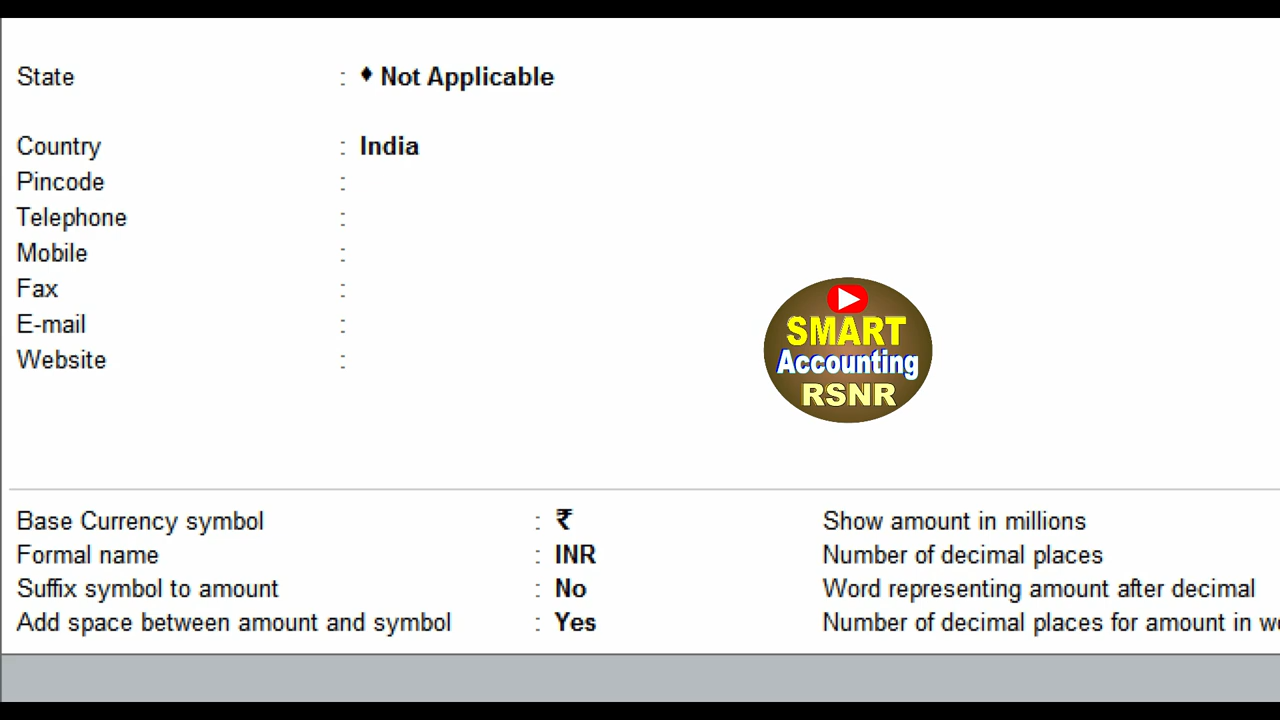 State : ♦ Not Applicable
Country : India
Pincode :
Telephone :
Mobile :
Fax :
E-mail :
Website :
SMART
Accounting
RSNR
Base Currency symbol : ₹ Show amount in millions
Formal name : INR Number of decimal places
Suffix symbol to amount : No Word representing amount after decimal
Add space between amount and symbol : Yes Number of decimal places for amount in